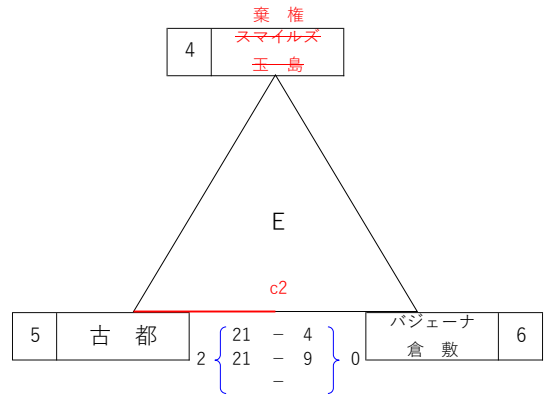 棄 権
4
スマイルズ
玉 島
E
c2
5 古 都
バジェーナ
倉 敷
6
2 0
21 - 4
21 - 9
-